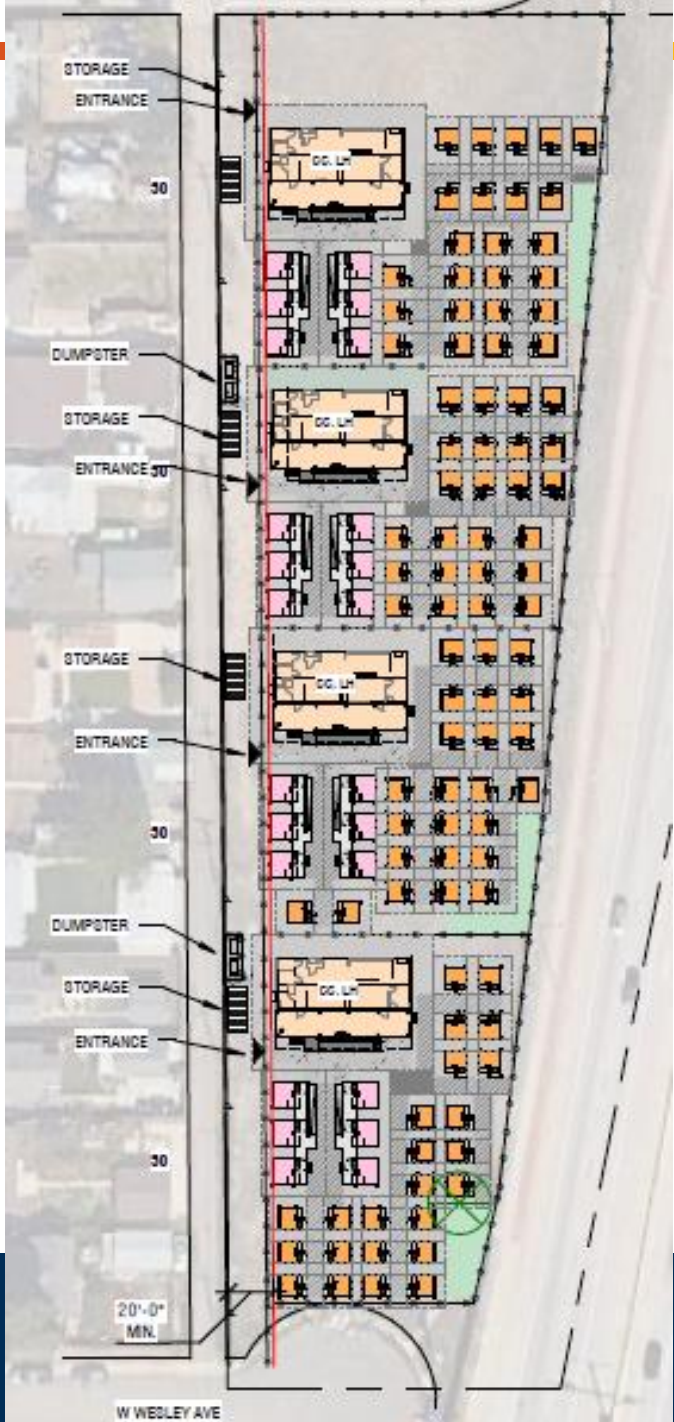 STORAGE
ENTRANCE
30
DUMPSTER
STORAGE
ENTRANCE
30
STORAGE
ENTRANCE
30
DUMPSTER
STORAGE
ENTRANCE
30
20'-0"
MIN.
W WESLEY AVE